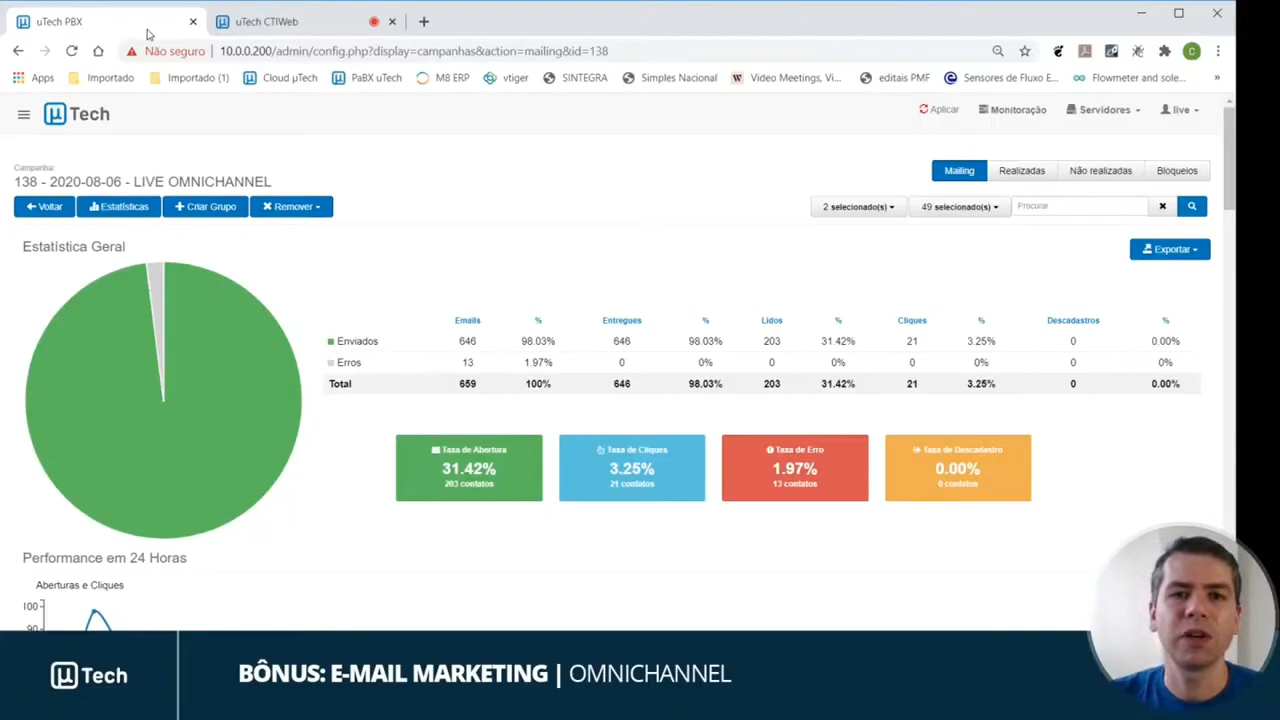 uTech PBX
uTech CTIWeb
Não seguro
10.0.0.200/admin/config.php?display=campanhas&action=mailing&id=138
C
Apps
Importado
Importado (1)
Cloud µTech
PaBX uTech
M8 ERP
vtiger
SINTEGRA
Simples Nacional
Video Meetings, Vi...
editais PMF
Sensores de Fluxo E...
Flowmeter and sole...
µ Tech
Aplicar
Monitoração
Servidores
live
Campanha:
138 - 2020-08-06 - LIVE OMNICHANNEL
Mailing
Realizadas
Não realizadas
Bloqueios
Voltar
Estatísticas
Criar Grupo
Remover
2 selecionado(s)
49 selecionado(s)
Procurar
Estatística Geral
Exportar
Emails % Entregues % Lidos % Cliques % Descadastros %
Enviados 646 98.03% 646 98.03% 203 31.42% 21 3.25% 0 0.00%
Erros 13 1.97% 0 0% 0 0% 0 0% 0 0%
Total 659 100% 646 98.03% 203 31.42% 21 3.25% 0 0.00%
Taxa de Abertura
31.42%
203 contatos
Taxa de Cliques
3.25%
21 contatos
Taxa de Erro
1.97%
13 contatos
Taxa de Descadastro
0.00%
0 contatos
Performance em 24 Horas
Aberturas e Cliques
100
90
µ Tech
BÔNUS: E-MAIL MARKETING | OMNICHANNEL